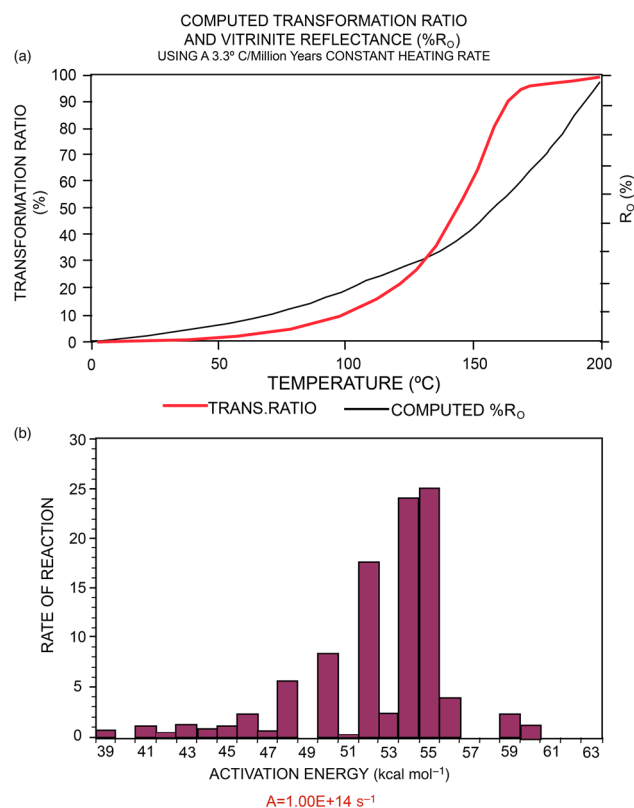 COMPUTED TRANSFORMATION RATIO
AND VITRINITE REFLECTANCE (%RO)
(a)
USING A 3.3º C/Million Years CONSTANT HEATING RATE
TRANSFORMATION RATIO
(%)
100
90
80
70
60
50
40
30
20
10
0
RO (%)
0
50
100
150
200
TEMPERATURE (ºC)
TRANS.RATIO
COMPUTED %RO
(b)
RATE OF REACTION
30
25
20
15
10
5
0
39
41
43
45
47
49
51
53
55
57
59
61
63
ACTIVATION ENERGY (kcal mol⁻¹)
A=1.00E+14 s⁻¹